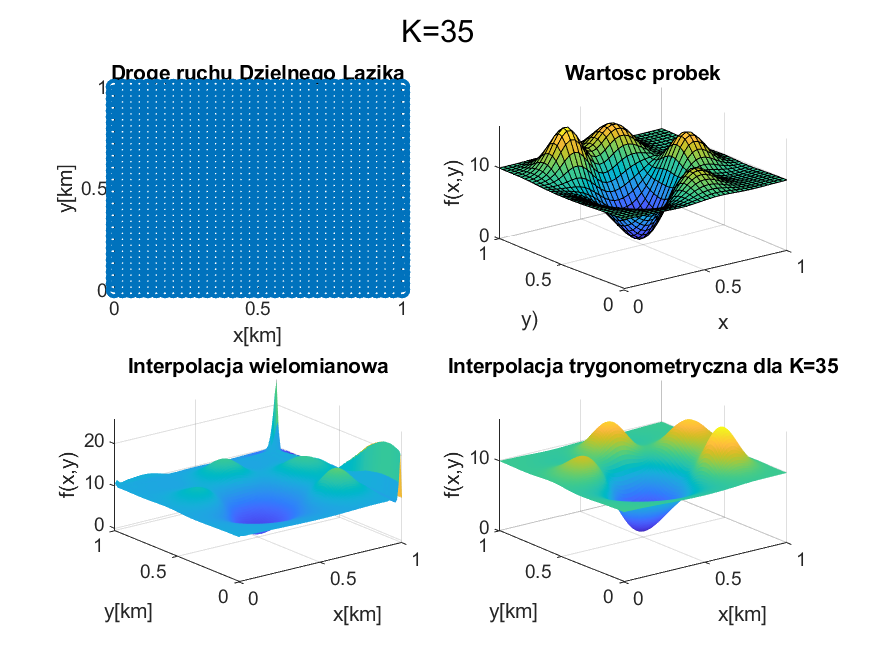 K=35
Droge ruchu Dzielnego Lazika
1
0.5
0
y[km]
0
0.5
1
x[km]
Wartosc probek
10
0
f(x,y)
1
0.5
0
y)
0
0.5
1
x
Interpolacja wielomianowa
20
10
0
f(x,y)
1
0.5
0
y[km]
0
0.5
1
x[km]
Interpolacja trygonometryczna dla K=35
10
0
f(x,y)
1
0.5
0
y[km]
0
0.5
1
x[km]